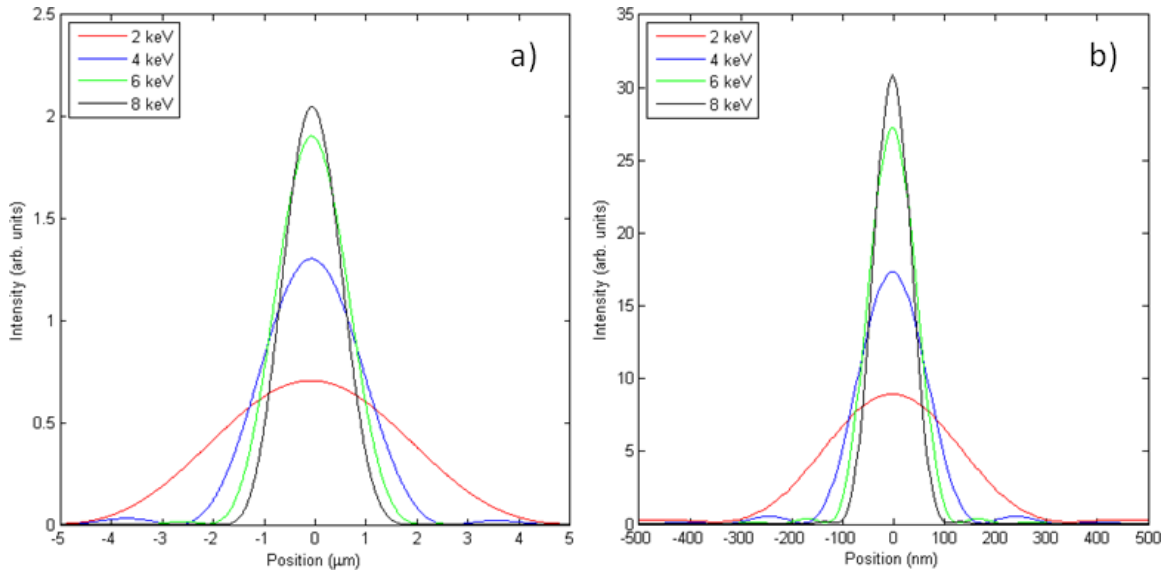 2.5
2
1.5
1
0.5
0
-5 -4 -3 -2 -1 0 1 2 3 4 5
Position (μm)
Intensity (arb. units)
2 keV
4 keV
6 keV
8 keV
a)
35
30
25
20
15
10
5
0
-500 -400 -300 -200 -100 0 100 200 300 400 500
Position (nm)
Intensity (arb. units)
2 keV
4 keV
6 keV
8 keV
b)